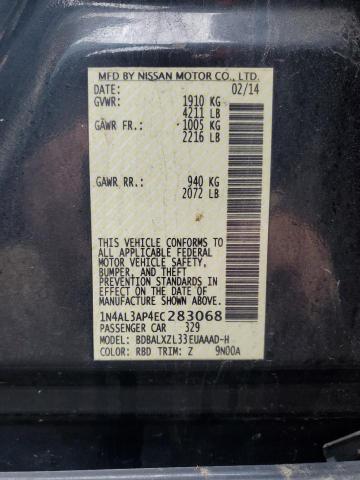 MFD BY NISSAN MOTOR CO., LTD.
DATE: 02/14
GVWR: 1910 KG
4211 LB
GAWR FR.: 1005 KG
2216 LB
GAWR RR.: 940 KG
2072 LB
THIS VEHICLE CONFORMS TO
ALL APPLICABLE FEDERAL
MOTOR VEHICLE SAFETY,
BUMPER, AND THEFT
PREVENTION STANDARDS IN
EFFECT ON THE DATE OF
MANUFACTURE SHOWN ABOVE.
1N4AL3AP4EC283068
PASSENGER CAR 329
MODEL: BDBALXZL33EUAAAD-H
COLOR: RBD TRIM: Z 9N00A